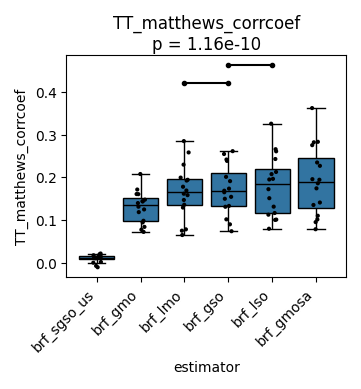 TT_matthews_corrcoef
p = 1.16e-10
TT_matthews_corrcoef
0.4
0.3
0.2
0.1
0.0
brf_sgso_us
brf_gmo
brf_lmo
brf_gso
brf_lso
brf_gmosa
estimator